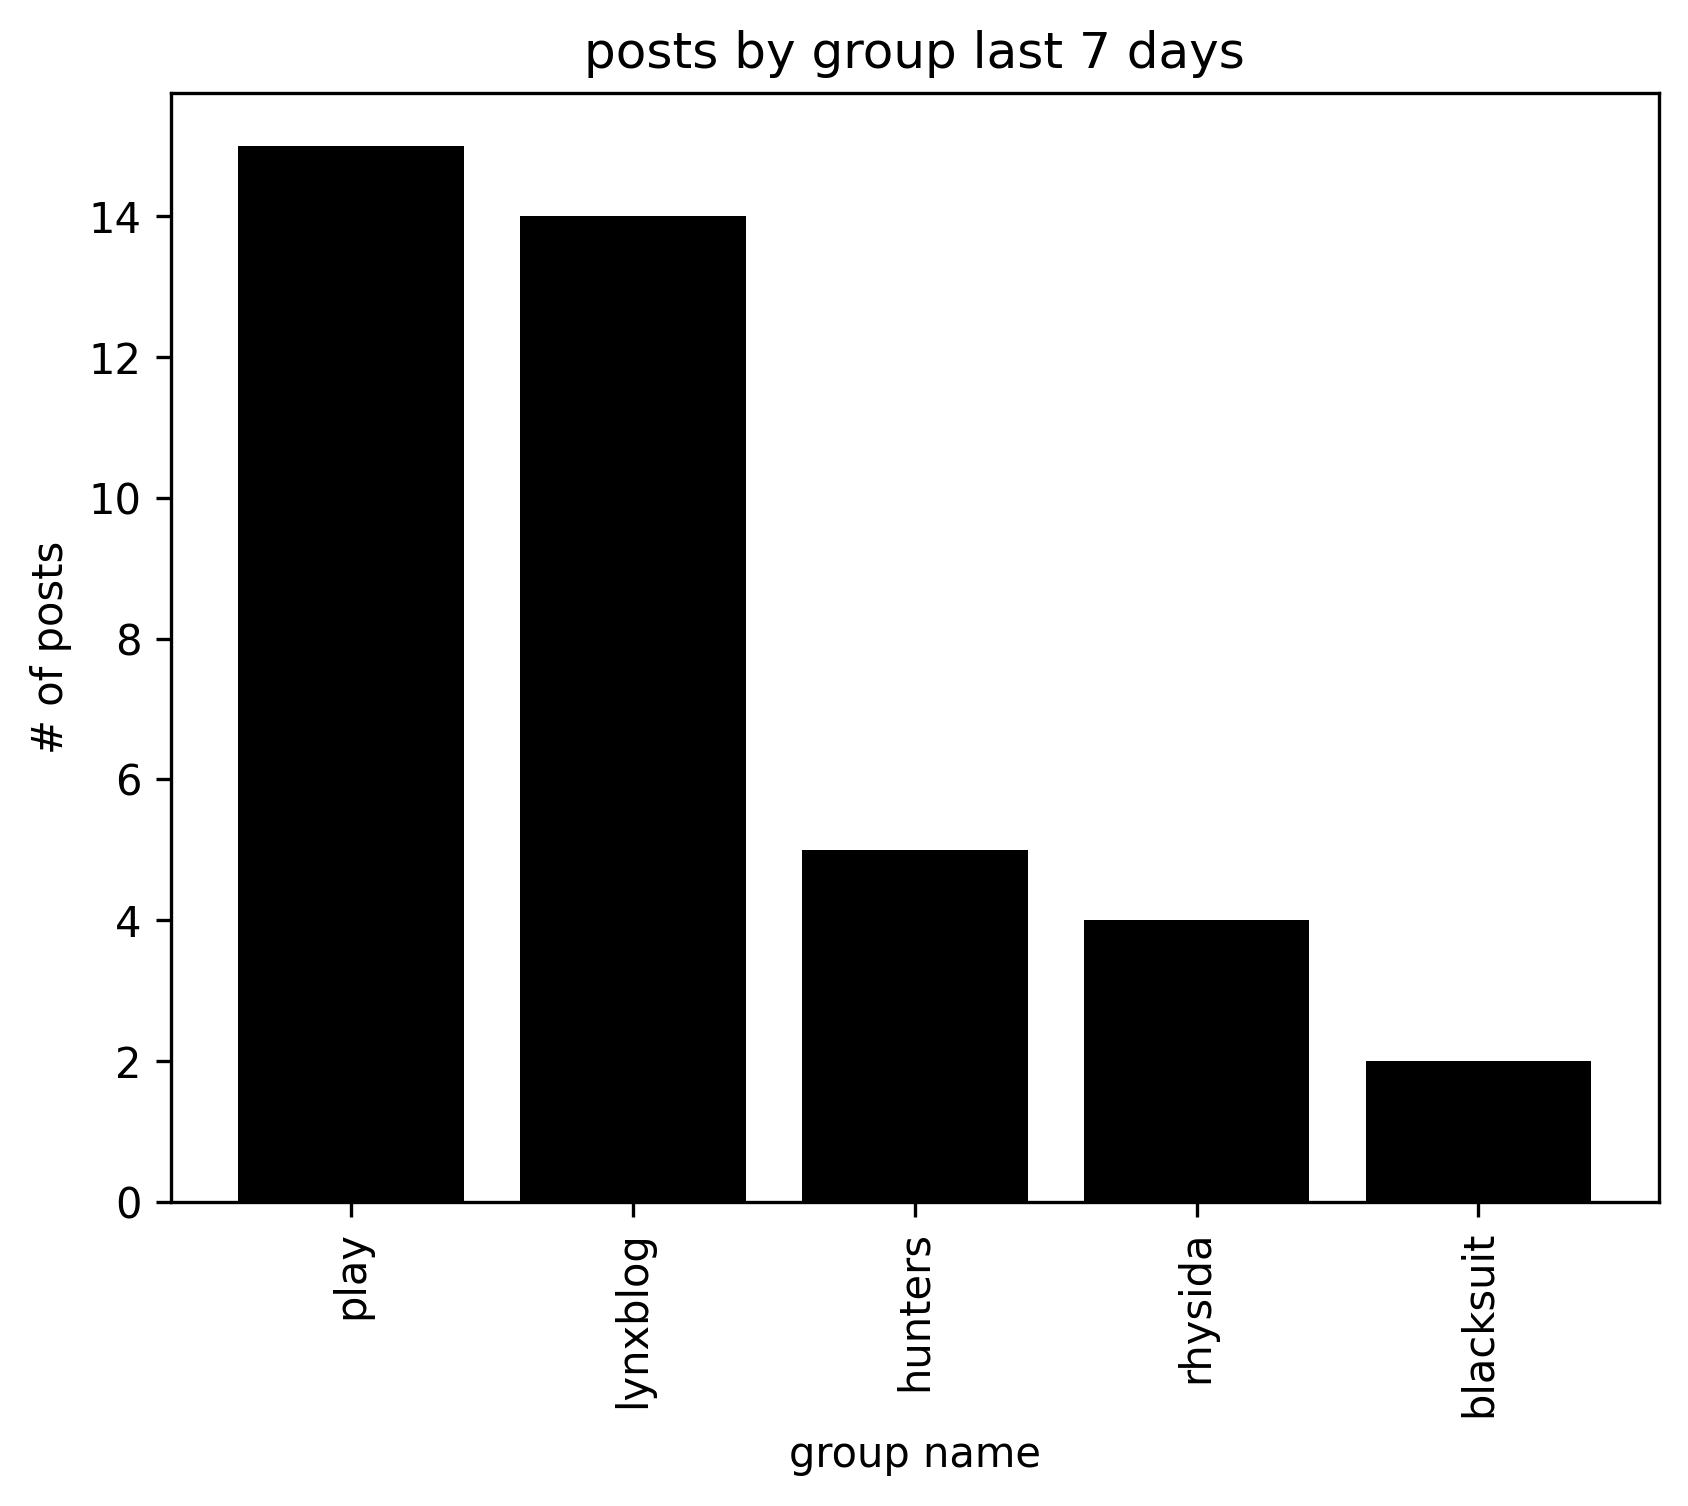 posts by group last 7 days
14
12
10
8
6
4
2
0
# of posts
play
lynxblog
hunters
rhysida
blacksuit
group name